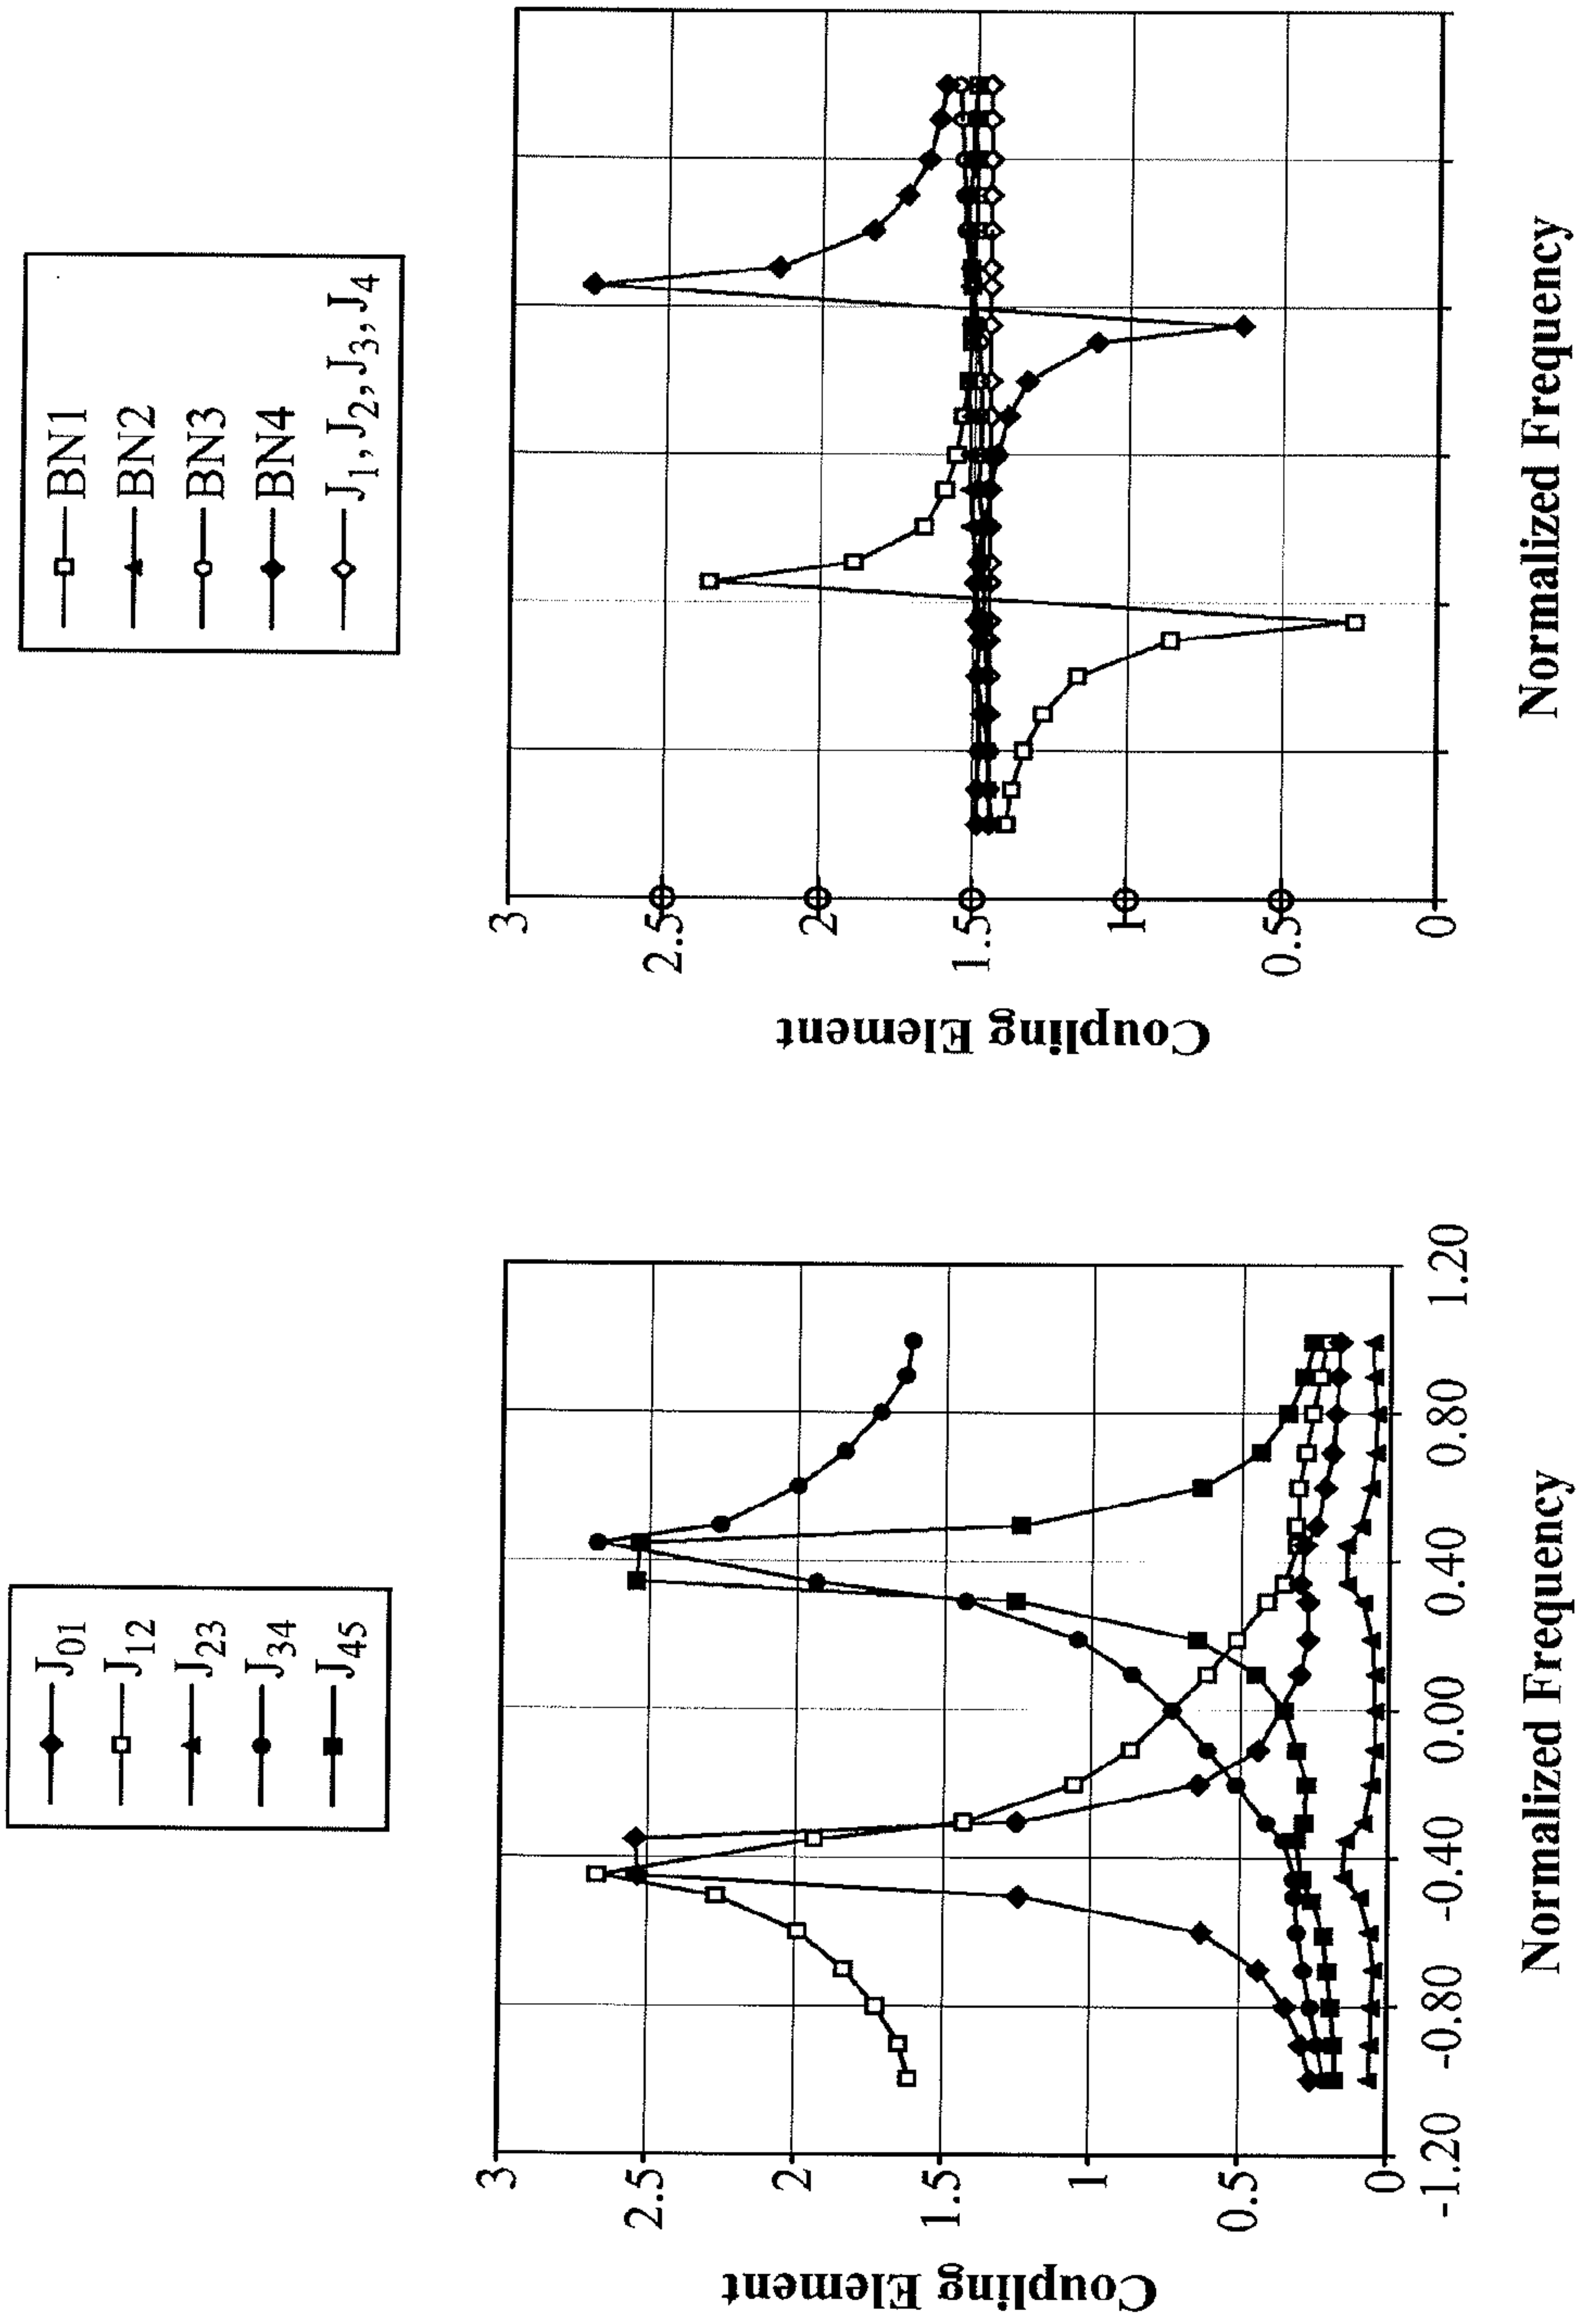 J01
J12
J23
J34
J45
Coupling Element
3
2.5
2
1.5
1
0.5
0
-1.20
-0.80
-0.40
0.00
0.40
0.80
1.20
Normalized Frequency
BN1
BN2
BN3
BN4
J1, J2, J3, J4
Coupling Element
3
2.5
2
1.5
1
0.5
0
Normalized Frequency